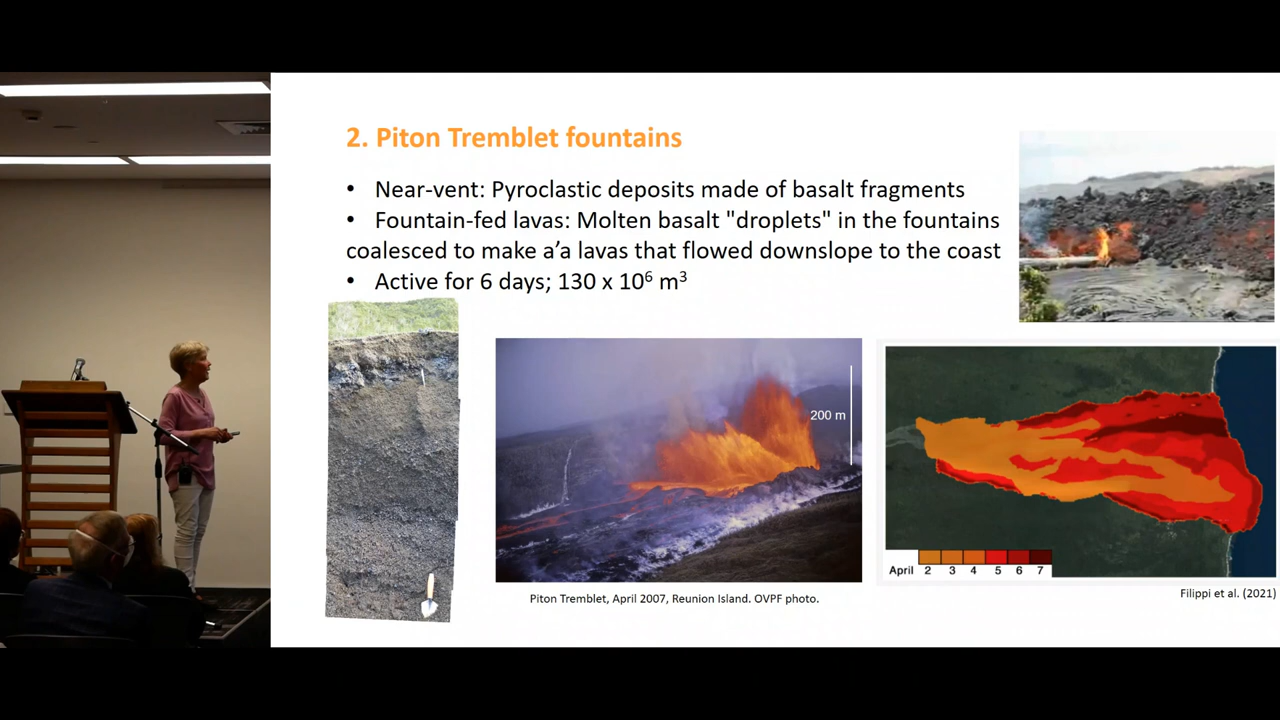 2. Piton Tremblet fountains
• Near-vent: Pyroclastic deposits made of basalt fragments
• Fountain-fed lavas: Molten basalt "droplets" in the fountains
coalesced to make a’a lavas that flowed downslope to the coast
• Active for 6 days; 130 x 10⁶ m³
200 m
April 2 3 4 5 6 7
Piton Tremblet, April 2007, Reunion Island. OVPF photo.
Filippi et al. (2021)